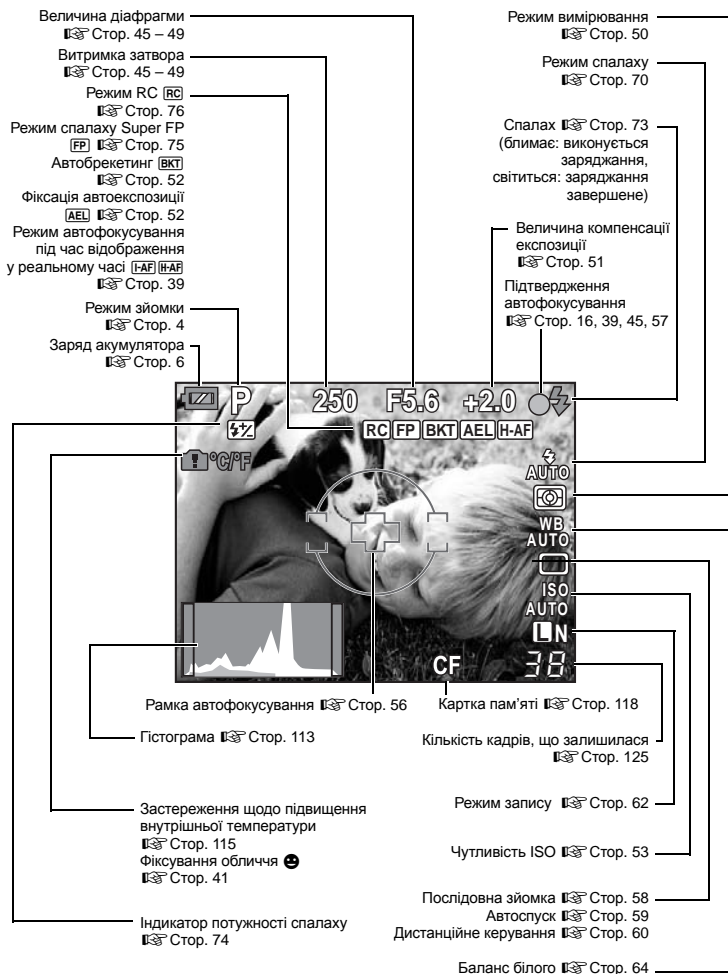 Величина діафрагми
☞ Стор. 45 – 49
Витримка затвора
☞ Стор. 45 – 49
Режим RC RC
☞ Стор. 76
Режим спалаху Super FP
FP ☞ Стор. 75
Автобрекетинг BKT
☞ Стор. 52
Фіксація автоекспозиції
AEL ☞ Стор. 52
Режим автофокусування
під час відображення
у реальному часі I-AF H-AF
☞ Стор. 39
Режим зйомки
☞ Стор. 4
Заряд акумулятора
☞ Стор. 6
Режим вимірювання
☞ Стор. 50
Режим спалаху
☞ Стор. 70
Спалах ☞ Стор. 73
(блимає: виконується
заряджання,
світиться: заряджання
завершене)
Величина компенсації
експозиції
☞ Стор. 51
Підтвердження
автофокусування
☞ Стор. 16, 39, 45, 57
P 250 F5.6 +2.0
RC FP BKT AEL H-AF
°C/°F
AUTO
WB
AUTO
ISO
AUTO
L N
CF 38
Рамка автофокусування ☞ Стор. 56
Картка пам’яті ☞ Стор. 118
Гістограма ☞ Стор. 113
Кількість кадрів, що залишилася
☞ Стор. 125
Застереження щодо підвищення
внутрішньої температури
☞ Стор. 115
Фіксування обличчя
☞ Стор. 41
Індикатор потужності спалаху
☞ Стор. 74
Режим запису ☞ Стор. 62
Чутливість ISO ☞ Стор. 53
Послідовна зйомка ☞ Стор. 58
Автоспуск ☞ Стор. 59
Дистанційне керування ☞ Стор. 60
Баланс білого ☞ Стор. 64